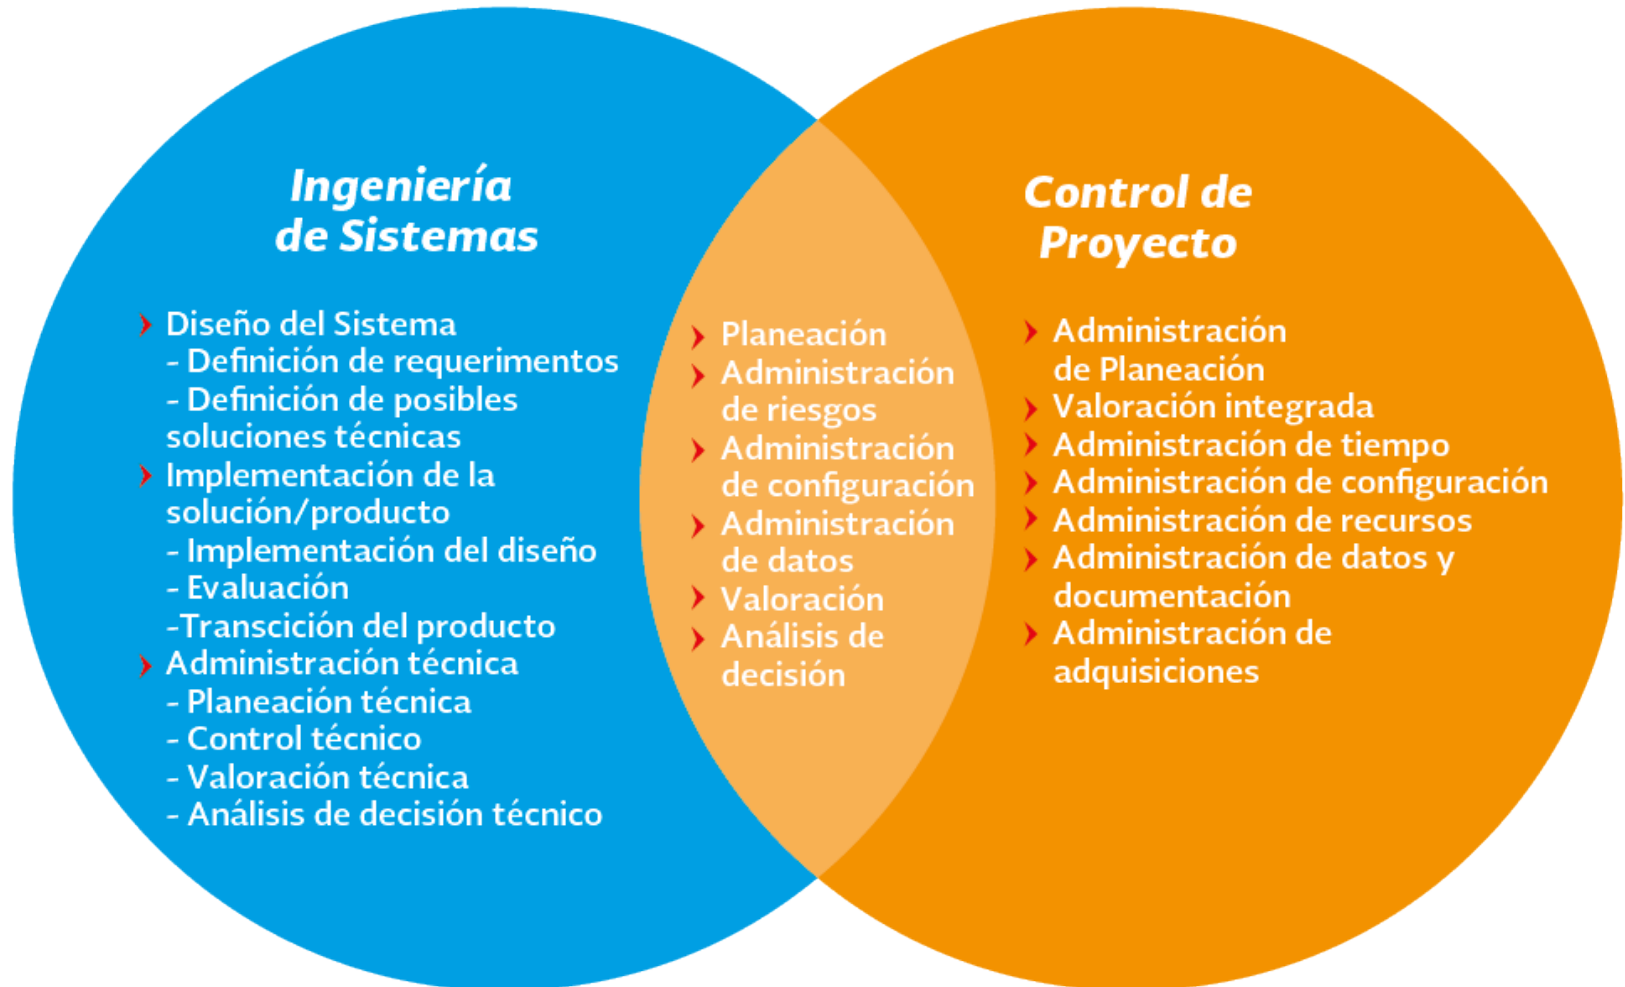 Ingeniería
de Sistemas
Diseño del Sistema
- Definición de requerimentos
- Definición de posibles
soluciones técnicas
Implementación de la
solución/producto
- Implementación del diseño
- Evaluación
-Transcición del producto
Administración técnica
- Planeación técnica
- Control técnico
- Valoración técnica
- Análisis de decisión técnico
Planeación
Administración
de riesgos
Administración
de configuración
Administración
de datos
Valoración
Análisis de
decisión
Control de
Proyecto
Administración
de Planeación
Valoración integrada
Administración de tiempo
Administración de configuración
Administración de recursos
Administración de datos y
documentación
Administración de
adquisiciones